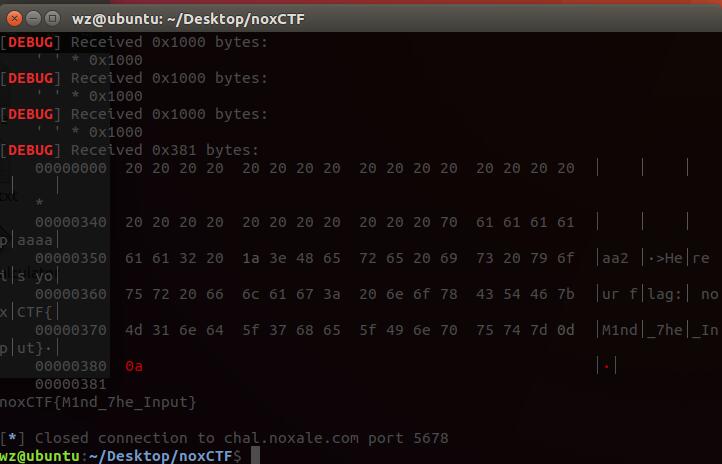 wz@ubuntu: ~/Desktop/noxCTF
[DEBUG] Received 0x1000 bytes:
' ' * 0x1000
[DEBUG] Received 0x1000 bytes:
' ' * 0x1000
[DEBUG] Received 0x1000 bytes:
' ' * 0x1000
[DEBUG] Received 0x381 bytes:
00000000  20 20 20 20  20 20 20 20  20 20 20 20  20 20 20 20  │    │    │
│    │
*
00000340  20 20 20 20  20 20 20 20  20 20 20 70  61 61 61 61  │    │    │
p│aaaa│
00000350  61 61 32 20  1a 3e 48 65  72 65 20 69  73 20 79 6f  │aa2 │·>He│re
i│s yo│
00000360  75 72 20 66  6c 61 67 3a  20 6e 6f 78  43 54 46 7b  │ur f│lag:│ no
x│CTF{│
00000370  4d 31 6e 64  5f 37 68 65  5f 49 6e 70  75 74 7d 0d  │M1nd│_7he│_In
p│ut}·│
00000380  0a  │·│
00000381
noxCTF{M1nd_7he_Input}
[*] Closed connection to chal.noxale.com port 5678
wz@ubuntu:~/Desktop/noxCTF$